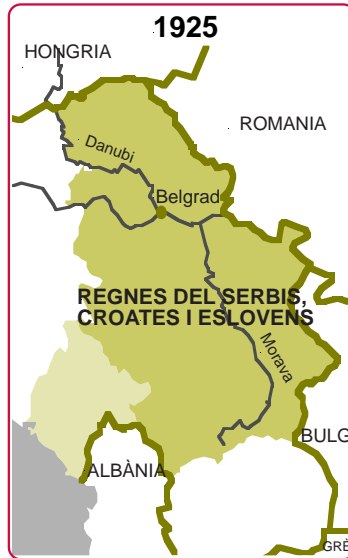 1925
HONGRIA
ROMANIA
Danubi
Belgrad
REGNES DEL SERBIS,
CROATES I ESLOVENS
Morava
BULG
ALBÀNIA
GRÈ